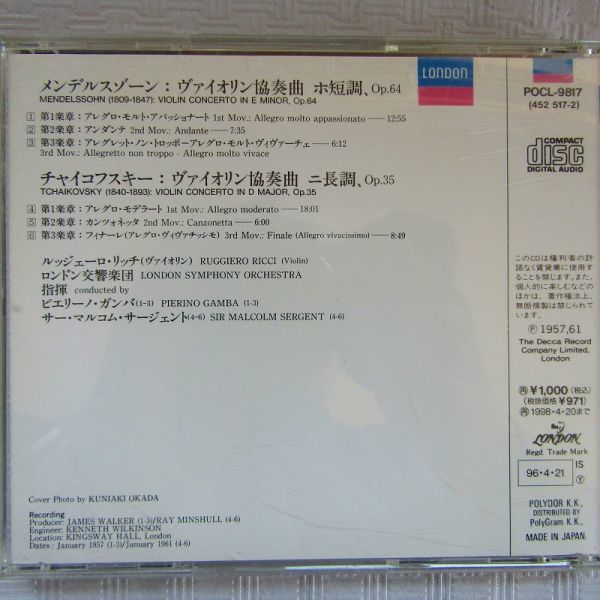 メンデルスゾーン：ヴァイオリン協奏曲 ホ短調、Op.64
MENDELSSOHN (1809-1847): VIOLIN CONCERTO IN E MINOR, Op.64
1 第1楽章：アレグロ・モルト・アパッショナート 1st Mov.: Allegro molto appassionato — 12:55
2 第2楽章：アンダンテ 2nd Mov.: Andante — 7:35
3 第3楽章：アレグレット・ノン・トロッポーアレグロ・モルト・ヴィヴァーチェ — 6:12
3rd Mov.: Allegretto non troppo - Allegro molto vivace
チャイコフスキー：ヴァイオリン協奏曲 ニ長調、Op.35
TCHAIKOVSKY (1840-1893): VIOLIN CONCERTO IN D MAJOR, Op.35
4 第1楽章：アレグロ・モデラート 1st Mov.: Allegro moderato — 18:01
5 第2楽章：カンツォネッタ 2nd Mov.: Canzonetta — 6:00
6 第3楽章：フィナーレ (アレグロ・ヴィヴァチッシモ) 3rd Mov.: Finale (Allegro vivacissimo) — 8:49
ルッジェーロ・リッチ (ヴァイオリン) RUGGIERO RICCI (Violin)
ロンドン交響楽団 LONDON SYMPHONY ORCHESTRA
指揮 conducted by
ピエリーノ・ガンバ (1-3) PIERINO GAMBA (1-3)
サー・マルコム・サージェント (4-6) SIR MALCOLM SERGENT (4-6)
Cover Photo by KUNIAKI OKADA
Recording
Producer: JAMES WALKER (1-3)/RAY MINSHULL (4-6)
Engineer: KENNETH WILKINSON
Location: KINGSWAY HALL, London
Dates : January 1957 (1-3)/January 1961 (4-6)
LONDON
POCL-9817
(452 517-2)
COMPACT
disc
DIGITAL AUDIO
このCDは権利者の許
諾なく賃貸業に使用す
ることを禁じます。また、
個人的に楽しむなどの
ほかは、著作権法上、
無断複製は禁じられて
います。
Ⓟ 1957,61
The Decca Record
Company Limited,
London
㊢ ¥1,000 (税込)
(税抜価格 ¥971)
㊢ 1998・4・20まで
LONDON
Regd. Trade Mark
96・4・21
IS
Ⓨ
POLYDOR K.K.,
DISTRIBUTED BY
PolyGram K.K.,
MADE IN JAPAN.